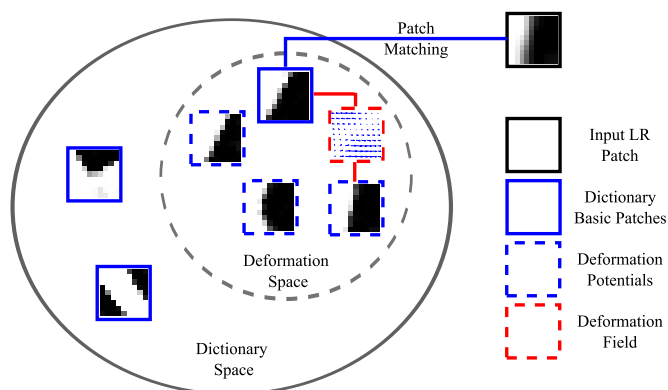 Patch
Matching
Input LR
Patch
Dictionary
Basic Patches
Deformation
Potentials
Deformation
Field
Deformation
Space
Dictionary
Space